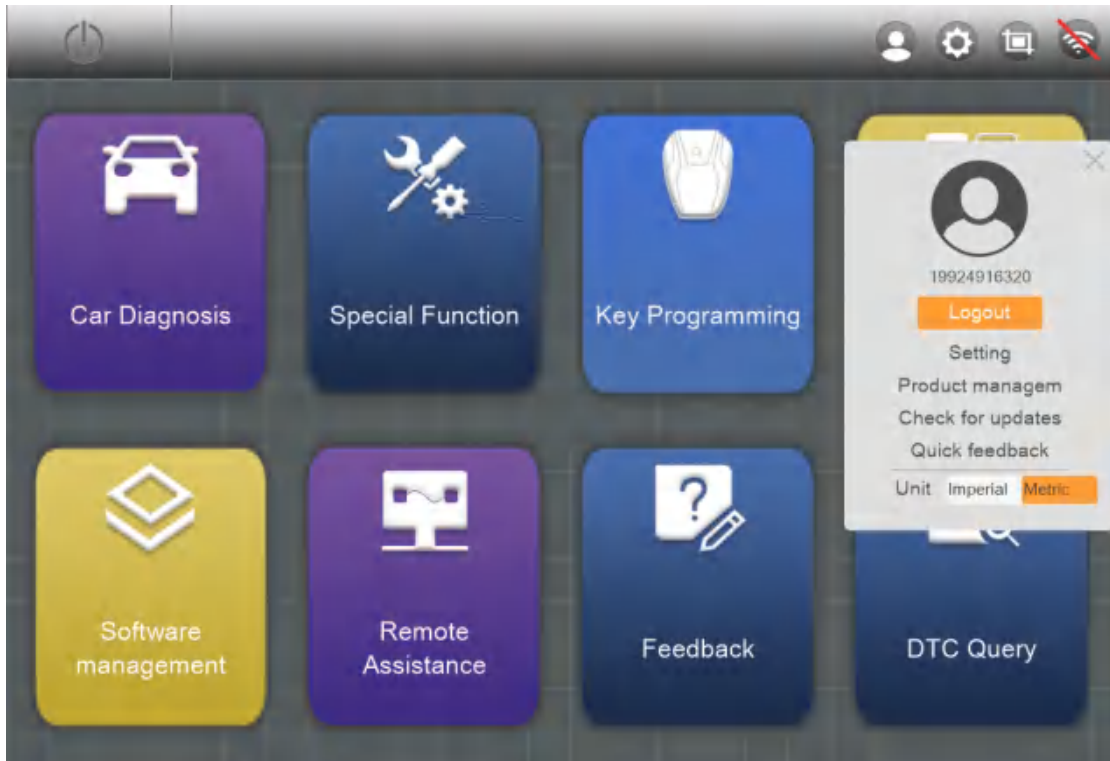 Car Diagnosis
Special Function
Key Programming
19924916320
Logout
Setting
Product managem
Check for updates
Quick feedback
Unit Imperial Metric
Software
management
Remote
Assistance
Feedback
DTC Query